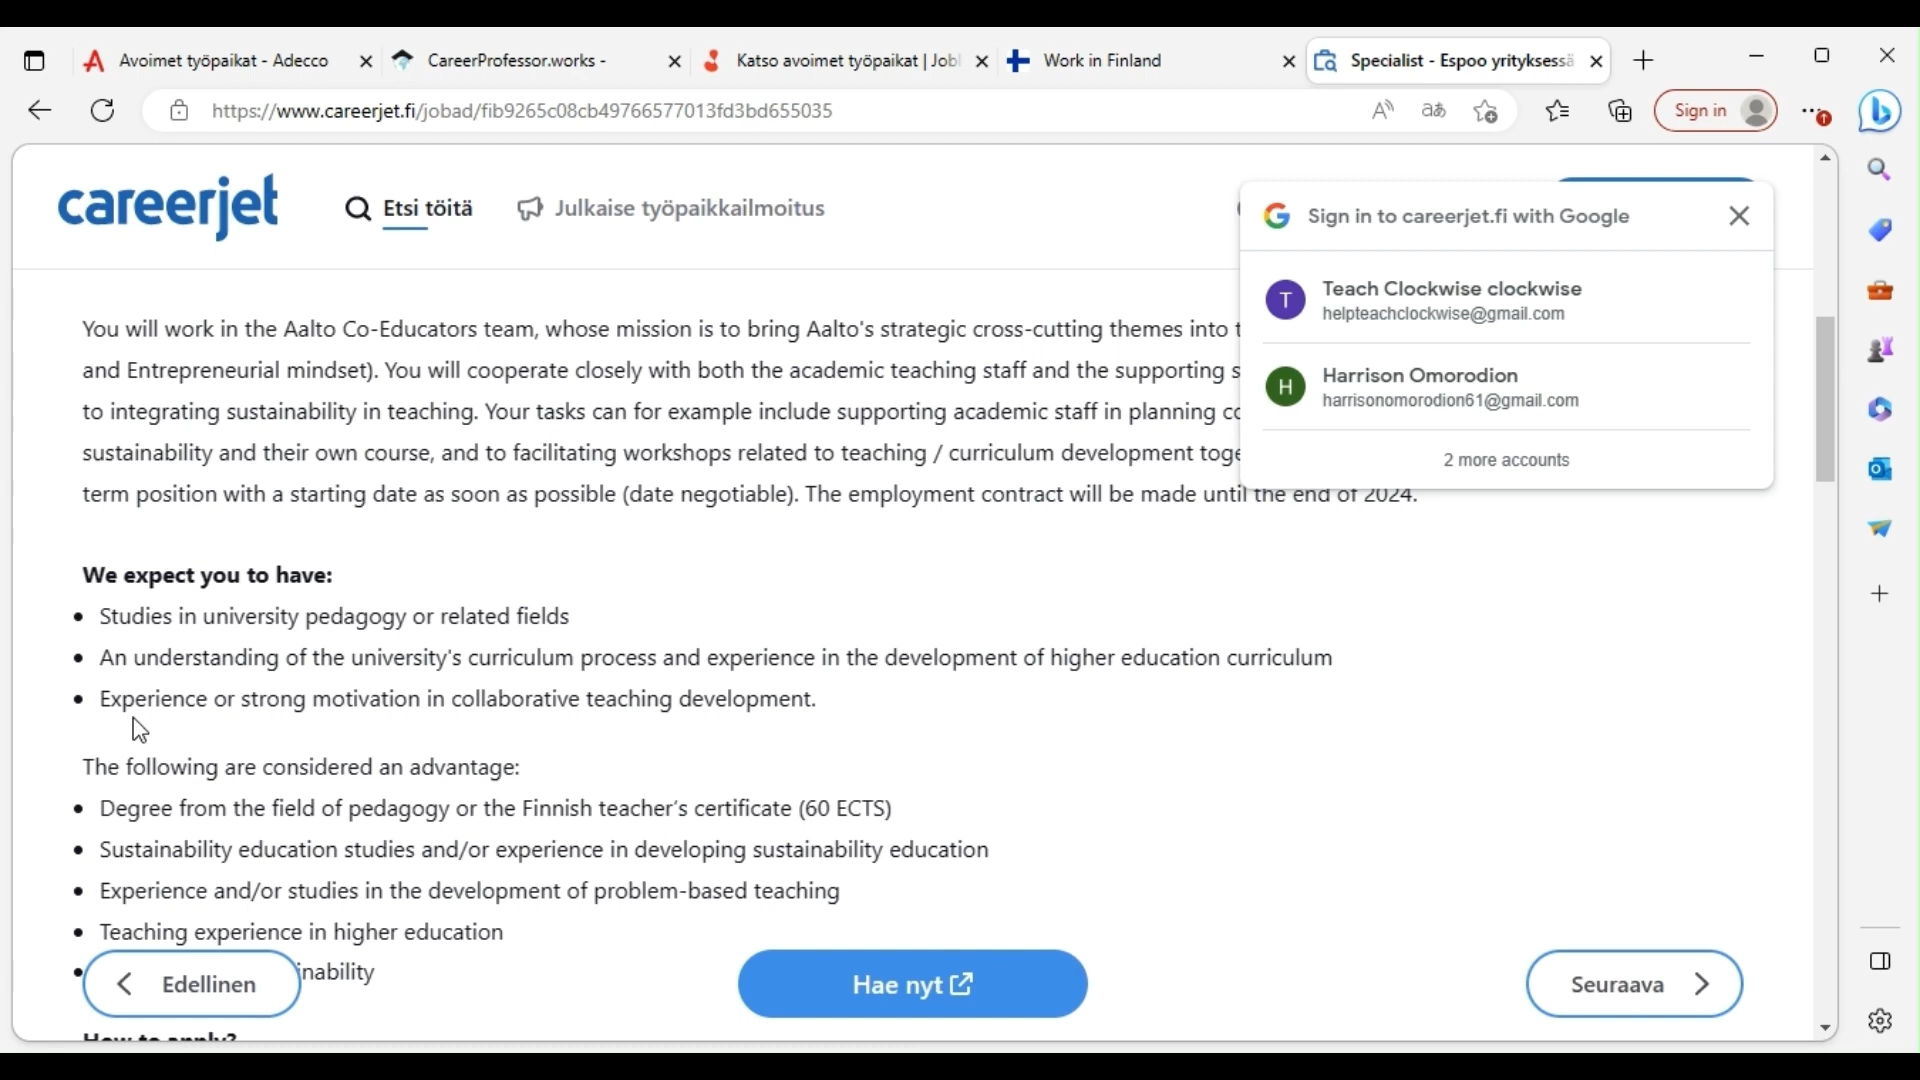 Avoimet työpaikat - Adecco
CareerProfessor.works -
Katso avoimet työpaikat | Jobl
Work in Finland
Specialist - Espoo yrityksessä
https://www.careerjet.fi/jobad/fib9265c08cb49766577013fd3bd655035
Sign in
careerjet
Etsi töitä
Julkaise työpaikkailmoitus
Sign in to careerjet.fi with Google
T
Teach Clockwise clockwise
helpteachclockwise@gmail.com
H
Harrison Omorodion
harrisonomorodion61@gmail.com
2 more accounts
You will work in the Aalto Co-Educators team, whose mission is to bring Aalto's strategic cross-cutting themes into
and Entrepreneurial mindset). You will cooperate closely with both the academic teaching staff and the supporting
to integrating sustainability in teaching. Your tasks can for example include supporting academic staff in planning
sustainability and their own course, and to facilitating workshops related to teaching / curriculum development
term position with a starting date as soon as possible (date negotiable). The employment contract will be made until the end of 2024.
We expect you to have:
• Studies in university pedagogy or related fields
• An understanding of the university's curriculum process and experience in the development of higher education curriculum
• Experience or strong motivation in collaborative teaching development.
The following are considered an advantage:
• Degree from the field of pedagogy or the Finnish teacher's certificate (60 ECTS)
• Sustainability education studies and/or experience in developing sustainability education
• Experience and/or studies in the development of problem-based teaching
• Teaching experience in higher education
• inability
Edellinen
Hae nyt
Seuraava
How to apply?